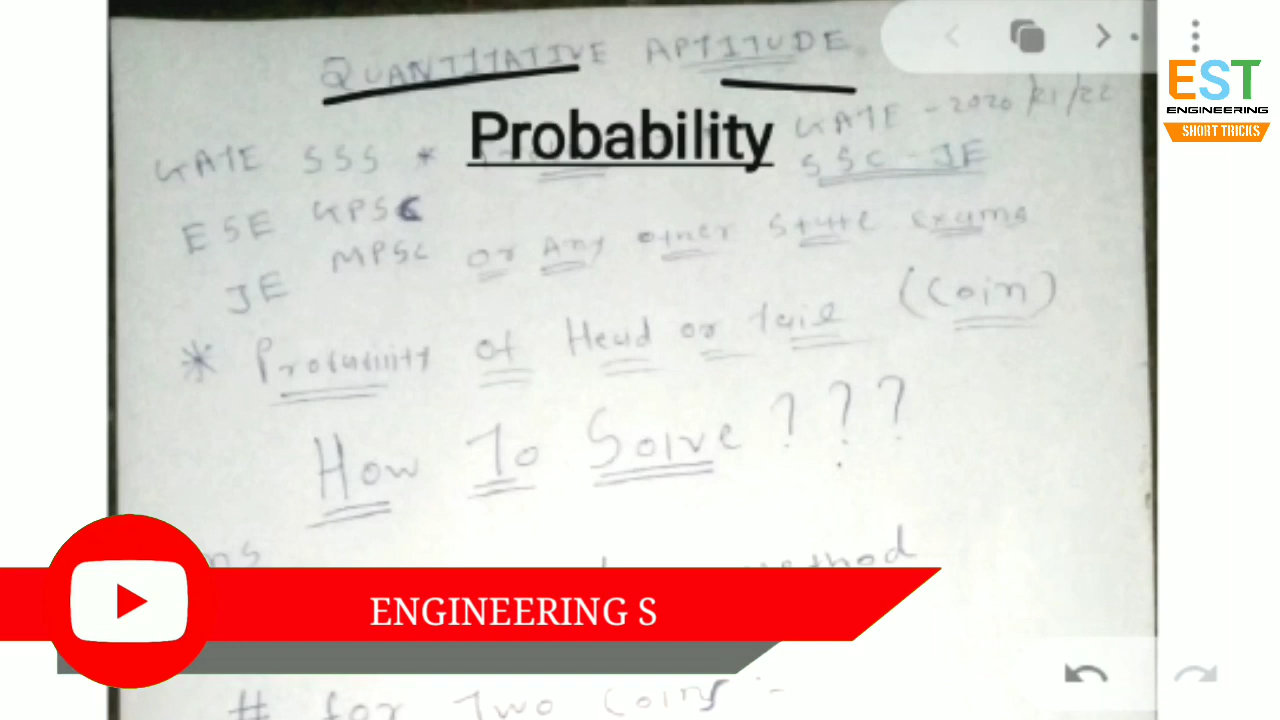 QUANTITATIVE APTITUDE
EST
ENGINEERING
SHORT TRICKS
Probability
GATE - 2020/21/22
GATE SSS *
SSC-JE
ESE GPSC
MPSC or Any other State exams
JE
* Probability of Head or tail (Coin)
How To Solve ???
method
ENGINEERING S
# for Two Coins :-